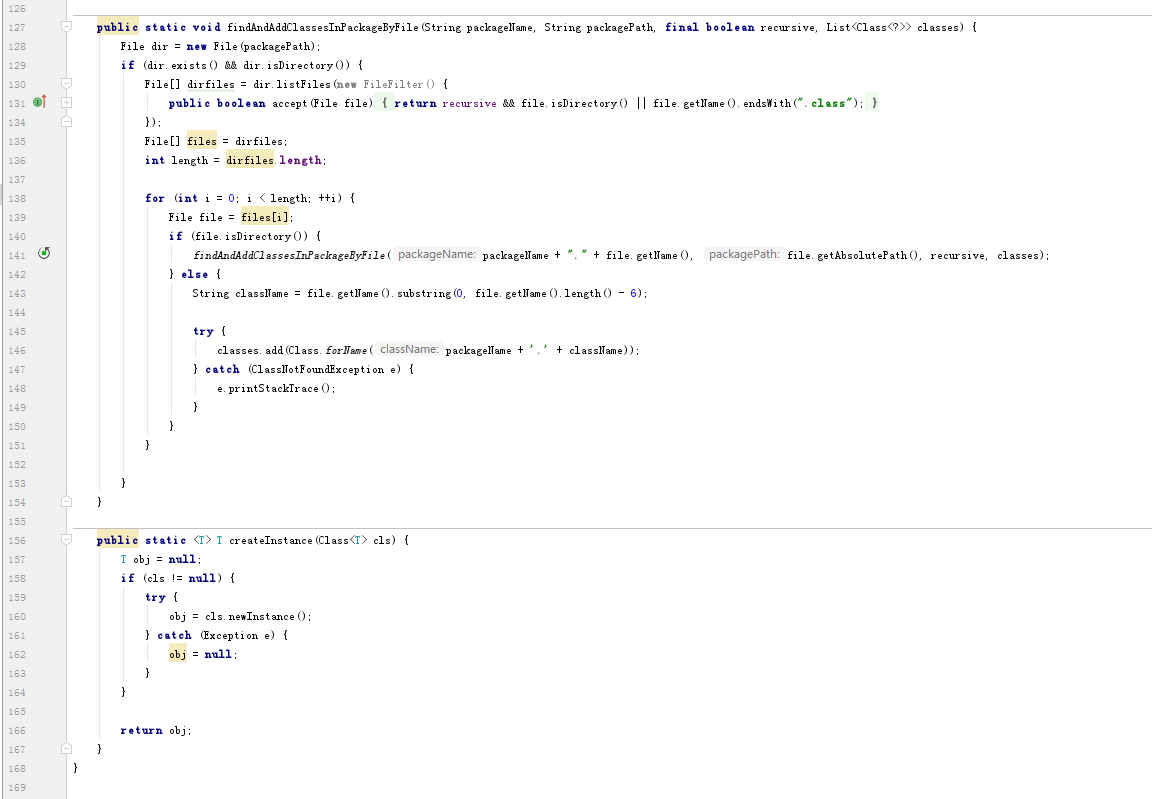 126
127 public static void findAndAddClassesInPackageByFile(String packageName, String packagePath, final boolean recursive, List<Class<?>> classes) {
128 File dir = new File(packagePath);
129 if (dir.exists() && dir.isDirectory()) {
130 File[] dirfiles = dir.listFiles(new FileFilter() {
131 public boolean accept(File file) { return recursive && file.isDirectory() || file.getName().endsWith(".class"); }
134 });
135 File[] files = dirfiles;
136 int length = dirfiles.length;
137
138 for (int i = 0; i < length; ++i) {
139 File file = files[i];
140 if (file.isDirectory()) {
141 findAndAddClassesInPackageByFile( packageName: packageName + "." + file.getName(), packagePath: file.getAbsolutePath(), recursive, classes);
142 } else {
143 String className = file.getName().substring(0, file.getName().length() - 6);
144
145 try {
146 classes.add(Class.forName( className: packageName + '.' + className));
147 } catch (ClassNotFoundException e) {
148 e.printStackTrace();
149 }
150 }
151 }
152
153 }
154 }
155
156 public static <T> T createInstance(Class<T> cls) {
157 T obj = null;
158 if (cls != null) {
159 try {
160 obj = cls.newInstance();
161 } catch (Exception e) {
162 obj = null;
163 }
164 }
165
166 return obj;
167 }
168 }
169